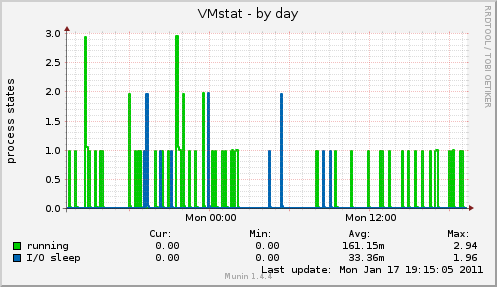 VMstat - by day
RRDTOOL / TOBI OETIKER
process states
3.0
2.5
2.0
1.5
1.0
0.5
0.0
Mon 00:00 Mon 12:00
Cur: Min: Avg: Max:
running 0.00 0.00 161.15m 2.94
I/O sleep 0.00 0.00 33.36m 1.96
Last update: Mon Jan 17 19:15:05 2011
Munin 1.4.4